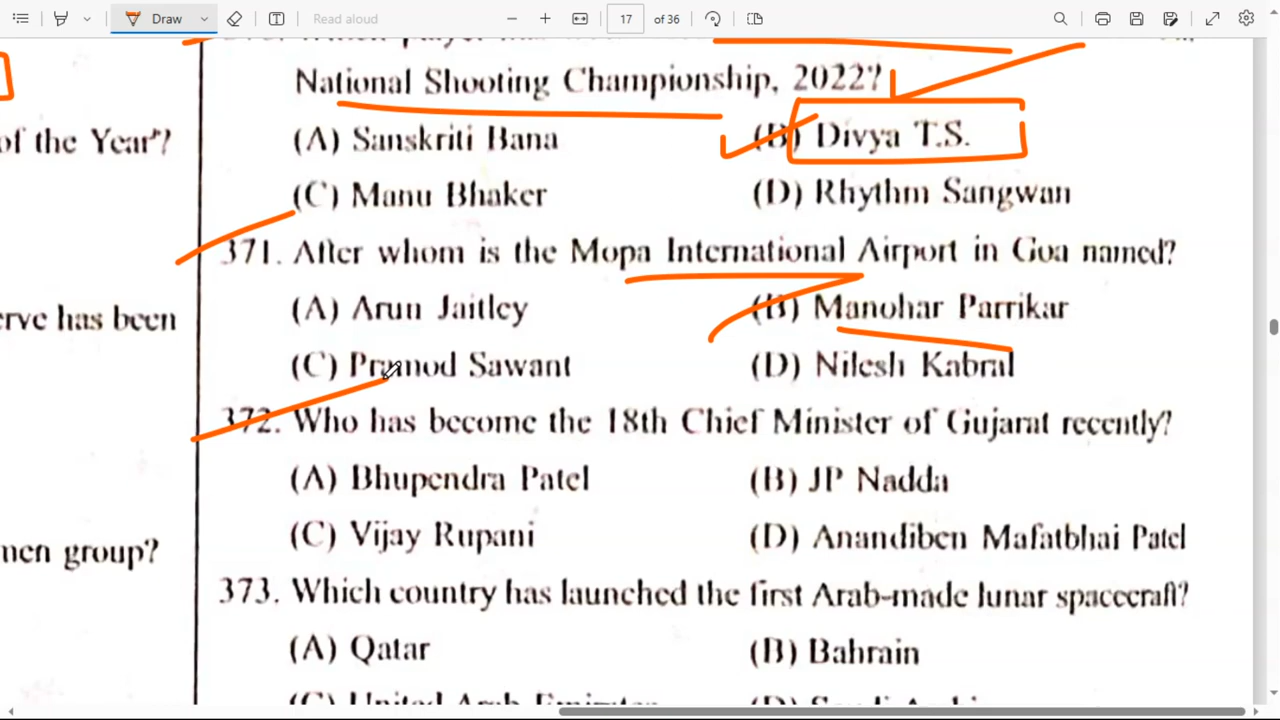 Draw
Read aloud
17
of 36
National Shooting Championship, 2022?
(A) Sanskriti Bana
(B) Divya T.S.
(C) Manu Bhaker
(D) Rhythm Sangwan
of the Year"?
371. After whom is the Mopa International Airport in Goa named?
(A) Arun Jaitley
(B) Manohar Parrikar
erve has been
(C) Pramod Sawant
(D) Nilesh Kabral
372. Who has become the 18th Chief Minister of Gujarat recently?
(A) Bhupendra Patel
(B) JP Nadda
(C) Vijay Rupani
(D) Anandiben Mafatbhai Patel
men group?
373. Which country has launched the first Arab-made lunar spacecraft?
(A) Qatar
(B) Bahrain
(C) United Arab Emirates